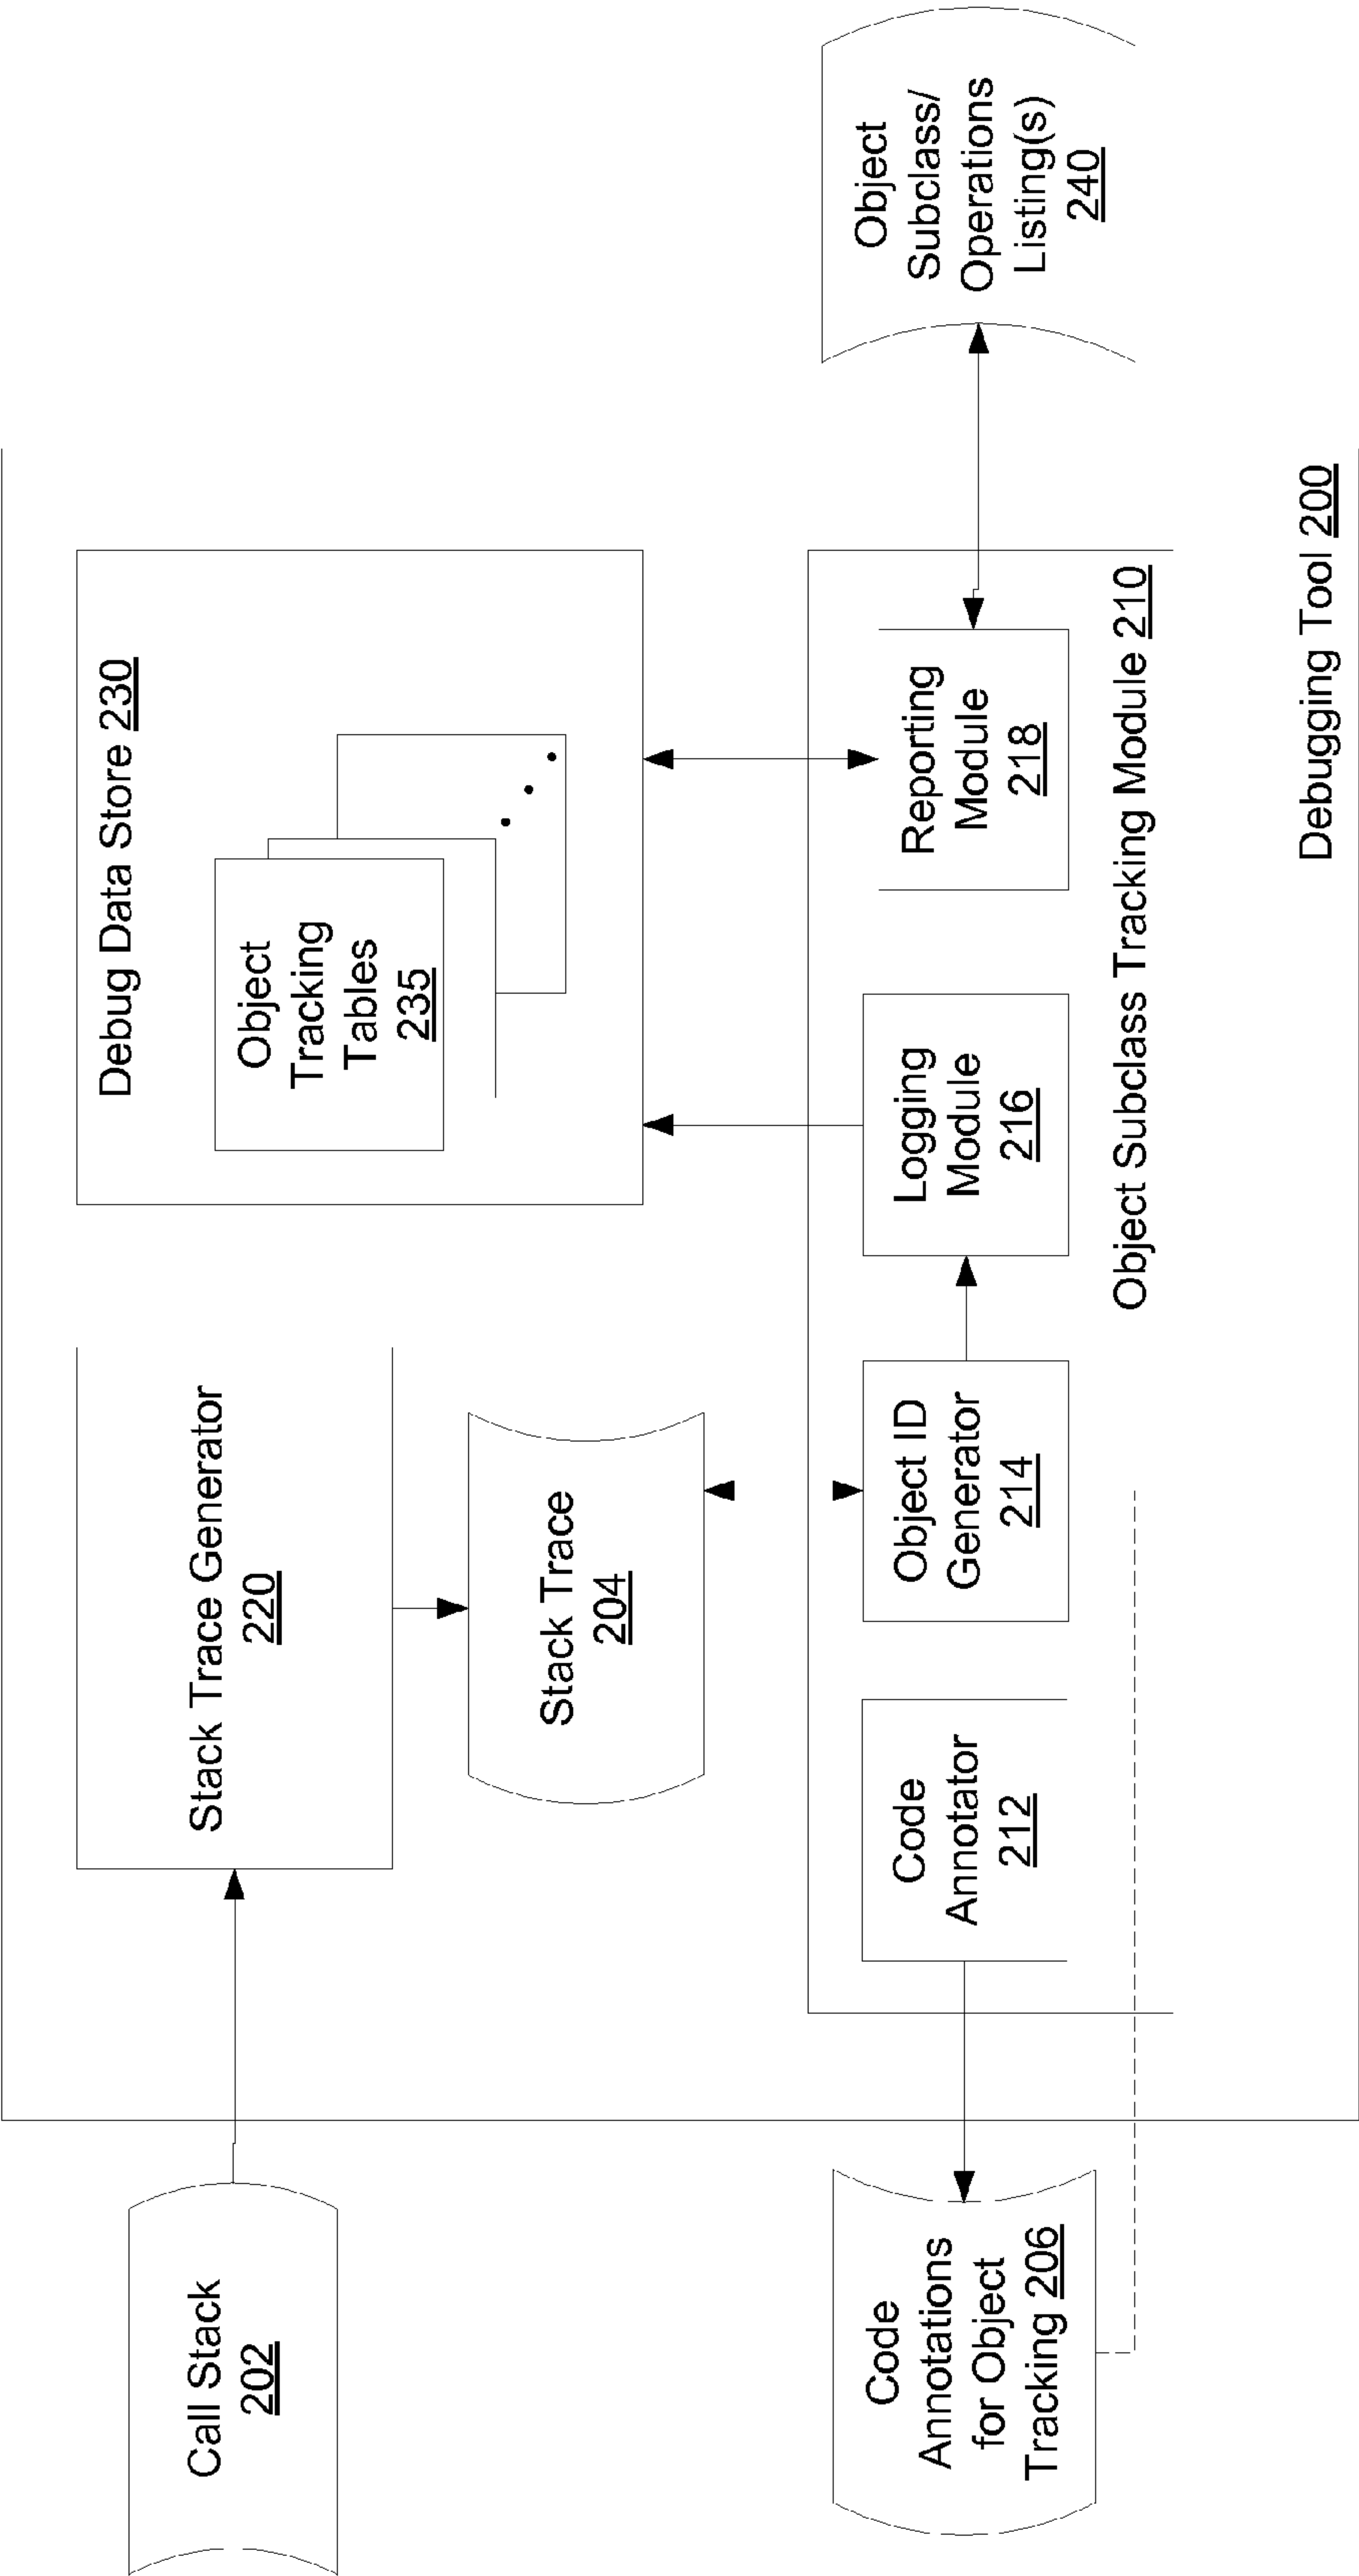 Call Stack
202
Stack Trace Generator
220
Stack Trace
204
Debug Data Store 230
Object
Tracking
Tables
235
Code
Annotations
for Object
Tracking 206
Code
Annotator
212
Object ID
Generator
214
Logging
Module
216
Reporting
Module
218
Object Subclass Tracking Module 210
Object
Subclass/
Operations
Listing(s)
240
Debugging Tool 200